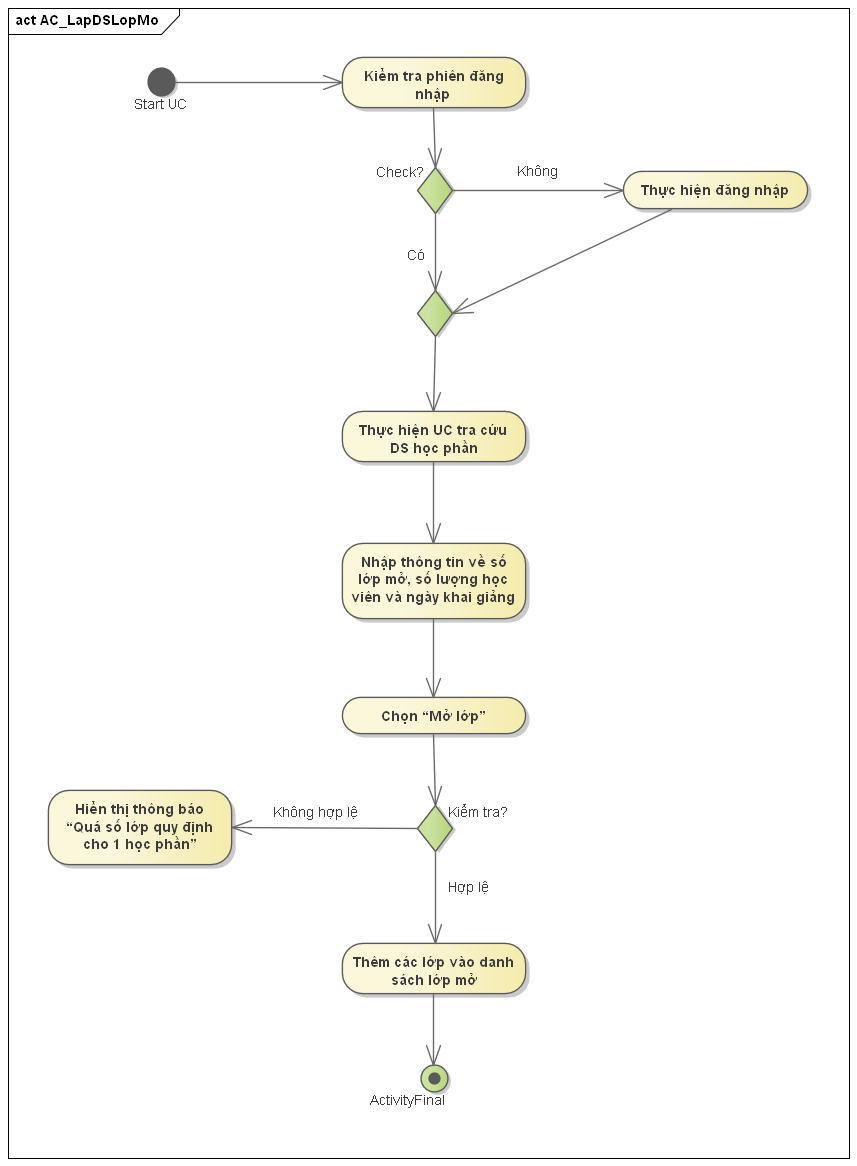 act AC_LapDSLopMo
Start UC
Kiểm tra phiên đăng
nhập
Check?
Không
Thực hiện đăng nhập
Có
Thực hiện UC tra cứu
DS học phần
Nhập thông tin về số
lớp mở, số lượng học
viên và ngày khai giảng
Chọn “Mở lớp”
Hiển thị thông báo
“Quá số lớp quy định
cho 1 học phần”
Không hợp lệ
Kiểm tra?
Hợp lệ
Thêm các lớp vào danh
sách lớp mở
ActivityFinal